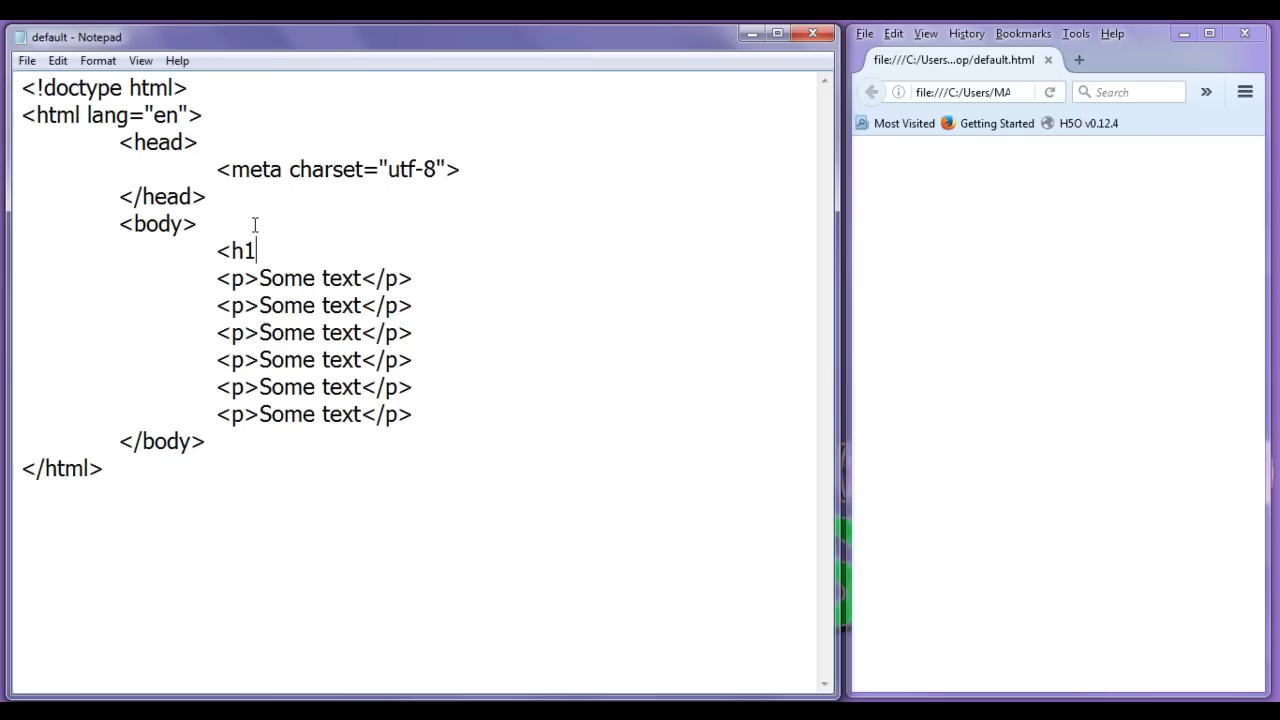 default - Notepad
File Edit Format View Help
<!doctype html>
<html lang="en">
<head>
<meta charset="utf-8">
</head>
<body>
<h1
<p>Some text</p>
<p>Some text</p>
<p>Some text</p>
<p>Some text</p>
<p>Some text</p>
<p>Some text</p>
</body>
</html>
File Edit View History Bookmarks Tools Help
file:///C:/Users...op/default.html
file:///C:/Users/MA
Search
Most Visited Getting Started H5O v0.12.4